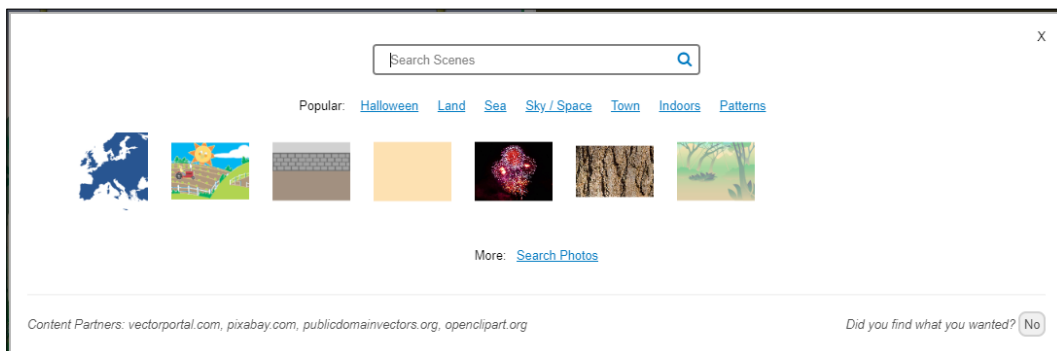 X
Search Scenes
Popular: Halloween Land Sea Sky / Space Town Indoors Patterns
More: Search Photos
Content Partners: vectorportal.com, pixabay.com, publicdomainvectors.org, openclipart.org
Did you find what you wanted? No